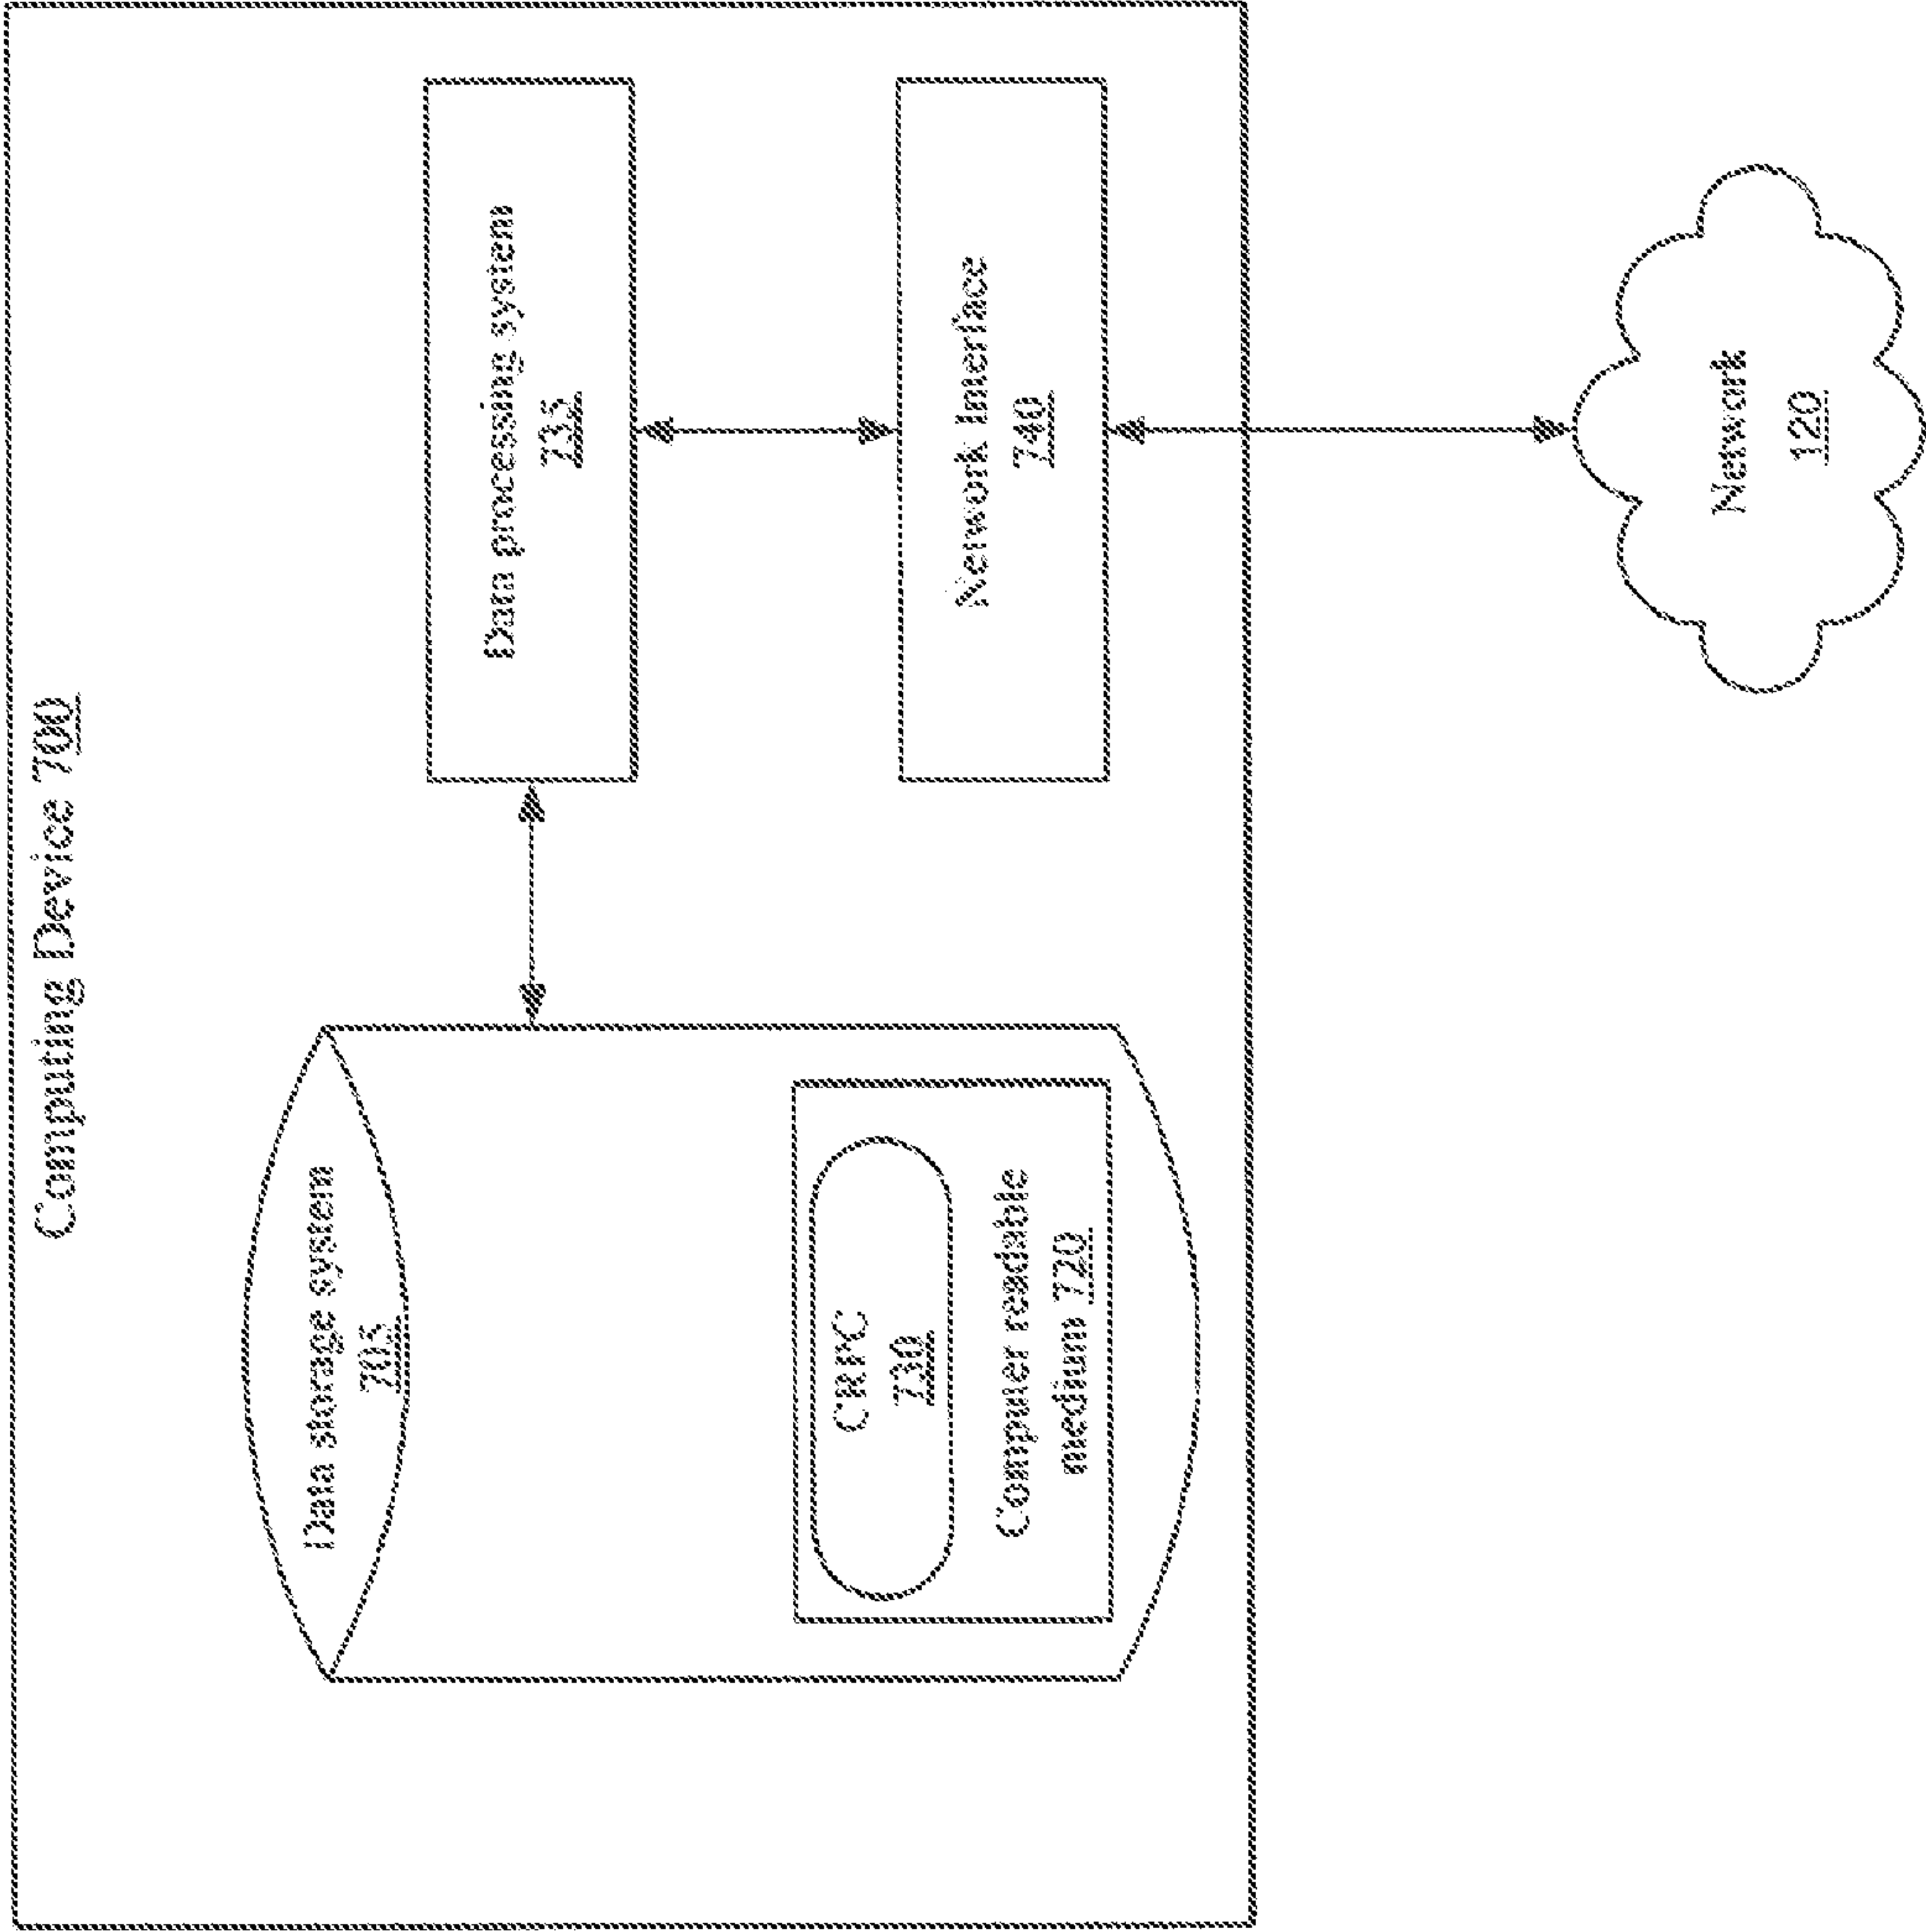 Computing Device 700
Data storage system
705
CRPC
730
Computer readable
medium 720
Data processing system
735
Network Interface
740
Network
120